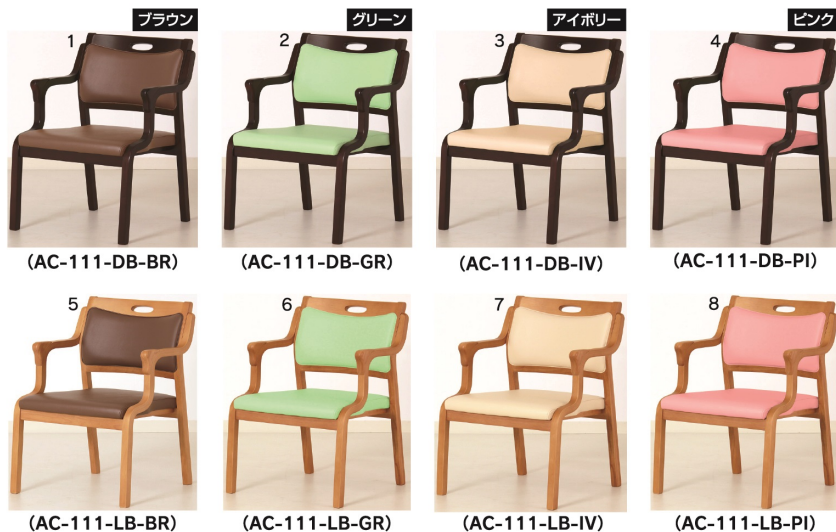 ブラウン
グリーン
アイボリー
ピンク
1
2
3
4
(AC-111-DB-BR)
(AC-111-DB-GR)
(AC-111-DB-IV)
(AC-111-DB-PI)
5
6
7
8
(AC-111-LB-BR)
(AC-111-LB-GR)
(AC-111-LB-IV)
(AC-111-LB-PI)